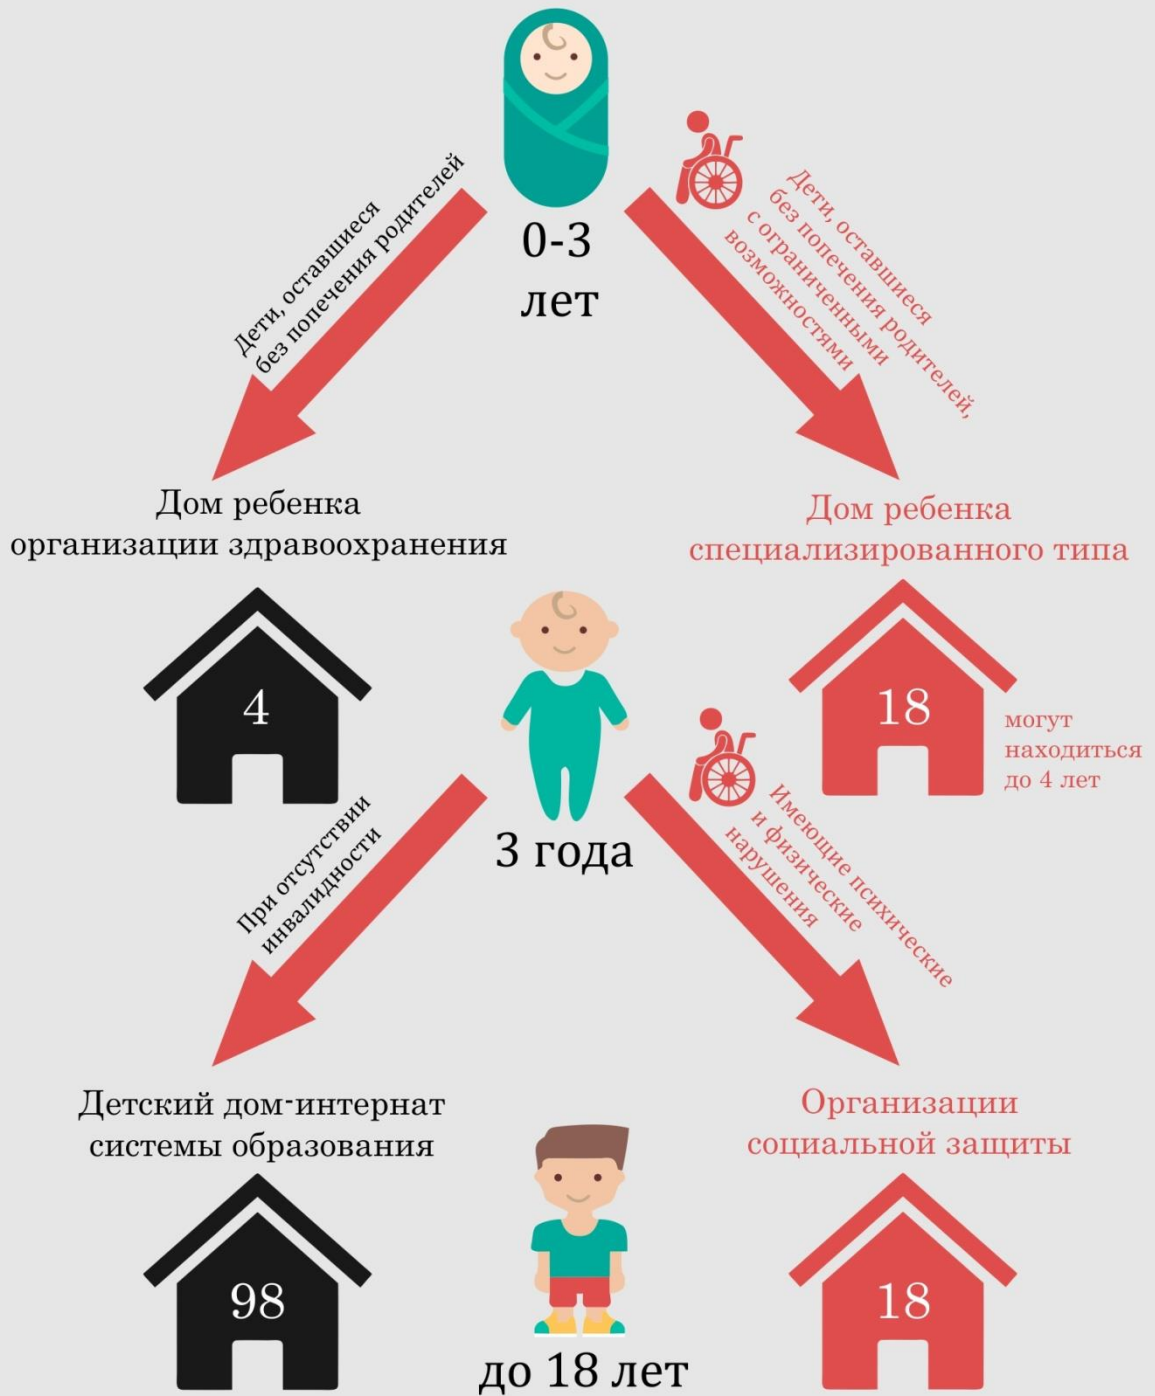 0-3
лет
Дети, оставшиеся
без попечения родителей
Дети, оставшиеся
без попечения родителей,
с ограниченными
возможностями
Дом ребенка
организации здравоохранения
Дом ребенка
специализированного типа
4
18
могут
находиться
до 4 лет
3 года
При отсутствии
инвалидности
Имеющие психические
и физические
нарушения
Детский дом-интернат
системы образования
Организации
социальной защиты
98
18
до 18 лет